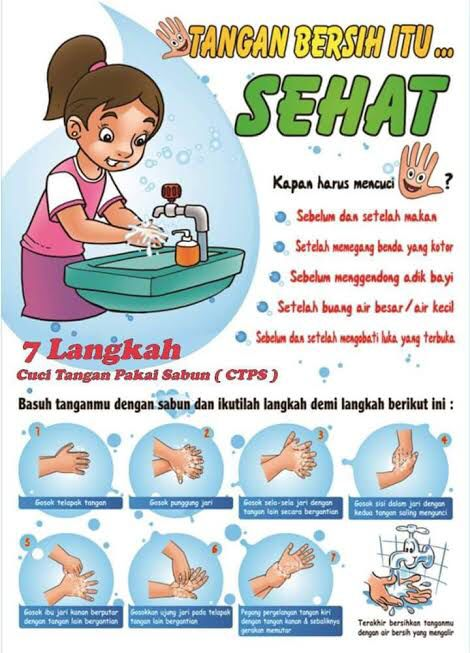 TANGAN BERSIH ITU...
SEHAT
Kapan harus mencuci ?
Sebelum dan setelah makan
Setelah memegang benda yang kotor
Sebelum menggendong adik bayi
Setelah buang air besar / air kecil
Sebelum dan setelah mengobati luka yang terbuka
7 Langkah
Cuci Tangan Pakai Sabun ( CTPS )
Basuh tanganmu dengan sabun dan ikutilah langkah demi langkah berikut ini :
1
Gosok telapak tangan
2
Gosok punggung jari
3
Gosok sela-sela jari dengan
tangan lain secara bergantian
4
Gosok sisi dalam jari dengan
kedua tangan saling mengunci
5
Gosok ibu jari kanan berputar
dengan tangan lain bergantian
6
Gosokkan ujung jari pada telapak
tangan lain bergantian
7
Pegang pergelangan tangan kiri
dengan tangan kanan & sebaliknya
gerakan memutar
Terakhir bersihkan tanganmu
dengan air bersih yang mengalir